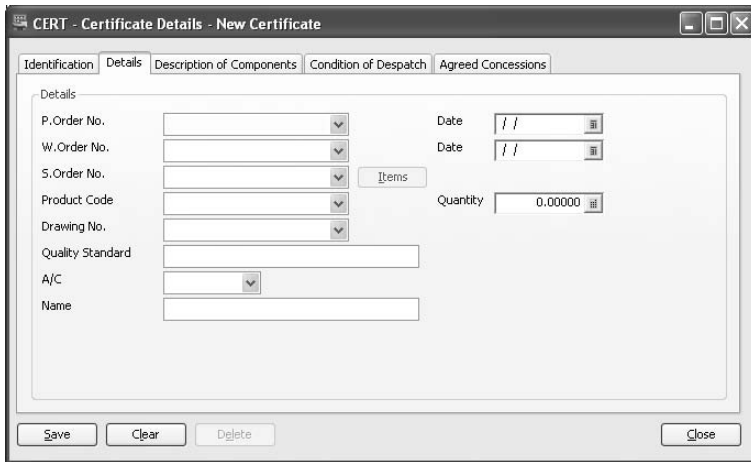 CERT - Certificate Details - New Certificate
Identification Details Description of Components Condition of Despatch Agreed Concessions
Details
P.Order No. Date / /
W.Order No. Date / /
S.Order No. Items
Product Code Quantity 0.00000
Drawing No.
Quality Standard
A/C
Name
Save Clear Delete Close